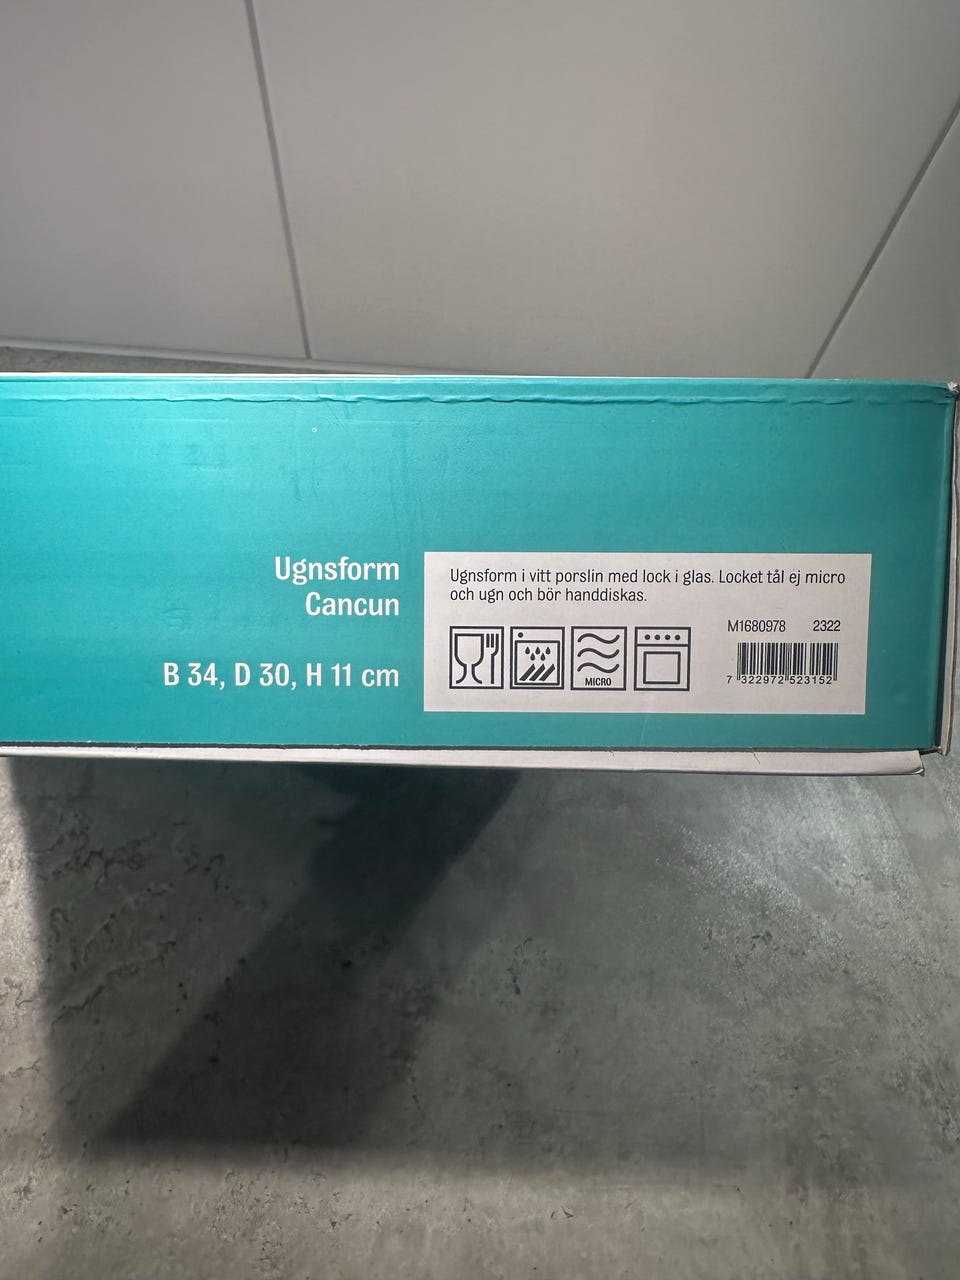 Ugnsform
Cancun
B 34, D 30, H 11 cm
Ugnsform i vitt porslin med lock i glas. Locket tål ej micro
och ugn och bör handdiskas.
MICRO
M1680978 2322
7 322972 523152